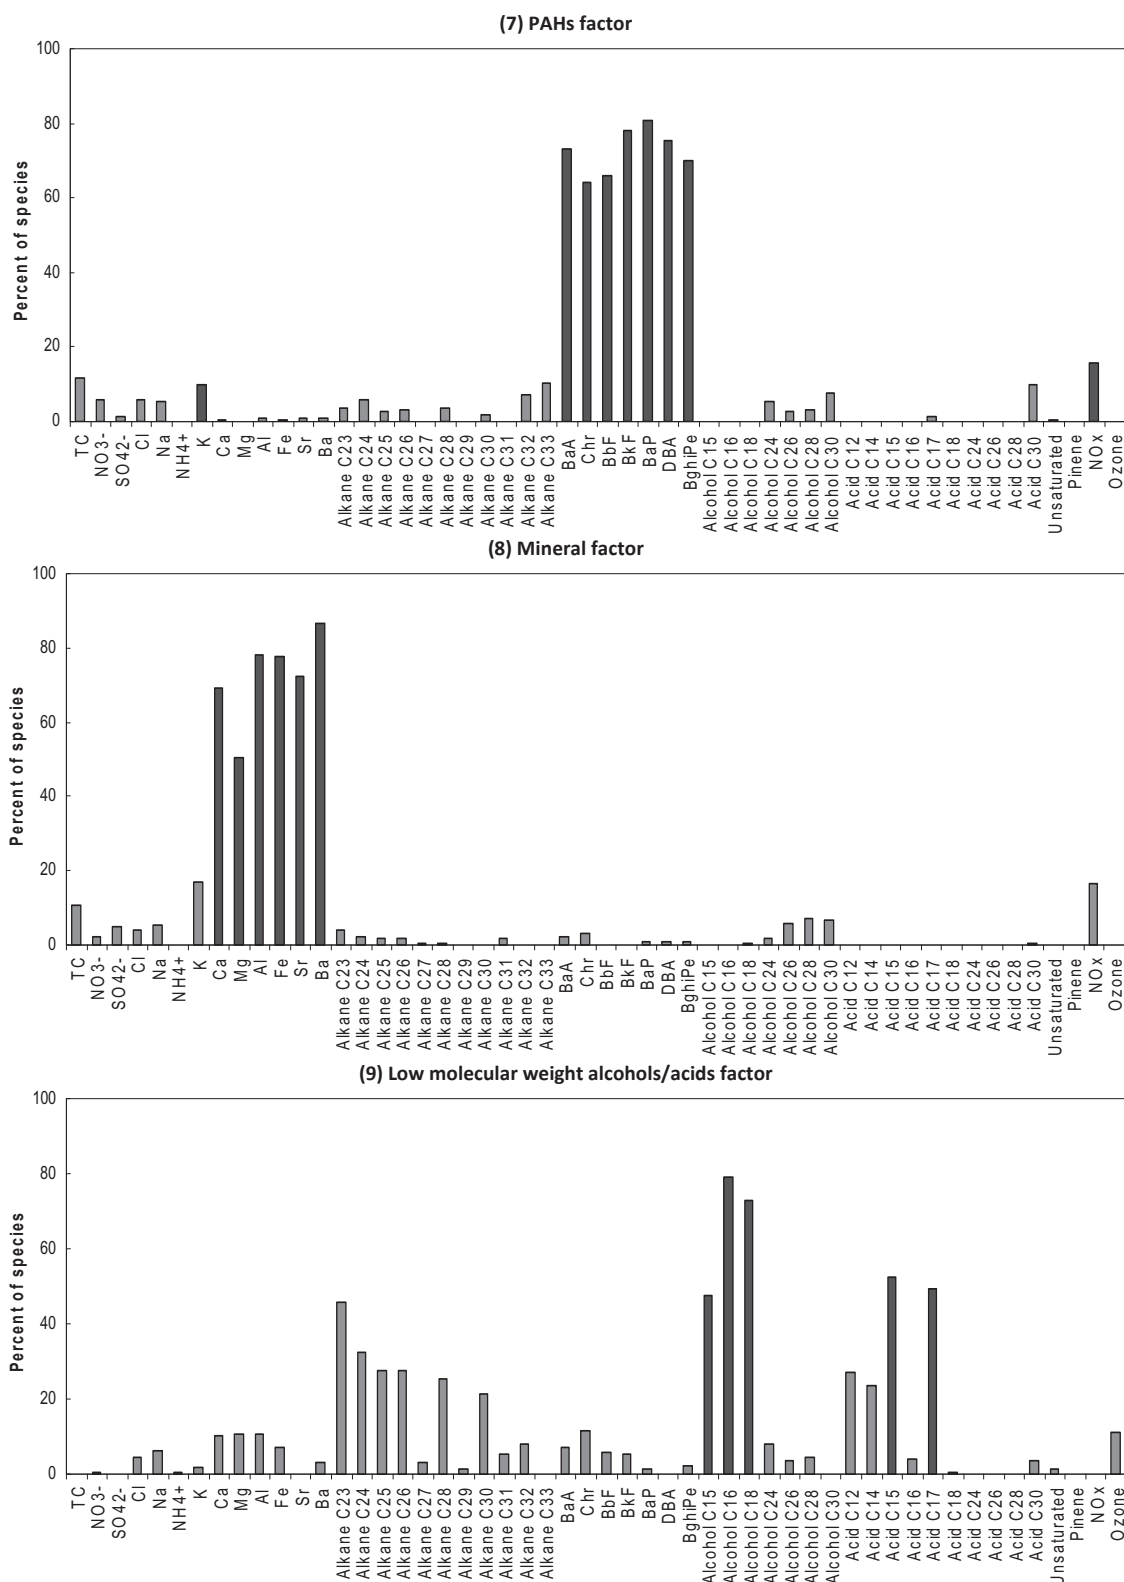 (7) PAHs factor
Percent of species
100
80
60
40
20
0
TC
NO3-
SO42-
Cl
Na
NH4+
K
Ca
Mg
Al
Fe
Sr
Ba
Alkane C23
Alkane C24
Alkane C25
Alkane C26
Alkane C27
Alkane C28
Alkane C29
Alkane C30
Alkane C31
Alkane C32
Alkane C33
BaA
Chr
BbF
BkF
BaP
DBA
BghiPe
Alcohol C15
Alcohol C16
Alcohol C18
Alcohol C24
Alcohol C26
Alcohol C28
Alcohol C30
Acid C12
Acid C14
Acid C15
Acid C16
Acid C17
Acid C18
Acid C24
Acid C26
Acid C28
Acid C30
Unsaturated
Pinene
NOx
Ozone
(8) Mineral factor
Percent of species
100
80
60
40
20
0
TC
NO3-
SO42-
Cl
Na
NH4+
K
Ca
Mg
Al
Fe
Sr
Ba
Alkane C23
Alkane C24
Alkane C25
Alkane C26
Alkane C27
Alkane C28
Alkane C29
Alkane C30
Alkane C31
Alkane C32
Alkane C33
BaA
Chr
BbF
BkF
BaP
DBA
BghiPe
Alcohol C15
Alcohol C16
Alcohol C18
Alcohol C24
Alcohol C26
Alcohol C28
Alcohol C30
Acid C12
Acid C14
Acid C15
Acid C16
Acid C17
Acid C18
Acid C24
Acid C26
Acid C28
Acid C30
Unsaturated
Pinene
NOx
Ozone
(9) Low molecular weight alcohols/acids factor
Percent of species
100
80
60
40
20
0
TC
NO3-
SO42-
Cl
Na
NH4+
K
Ca
Mg
Al
Fe
Sr
Ba
Alkane C23
Alkane C24
Alkane C25
Alkane C26
Alkane C27
Alkane C28
Alkane C29
Alkane C30
Alkane C31
Alkane C32
Alkane C33
BaA
Chr
BbF
BkF
BaP
DBA
BghiPe
Alcohol C15
Alcohol C16
Alcohol C18
Alcohol C24
Alcohol C26
Alcohol C28
Alcohol C30
Acid C12
Acid C14
Acid C15
Acid C16
Acid C17
Acid C18
Acid C24
Acid C26
Acid C28
Acid C30
Unsaturated
Pinene
NOx
Ozone